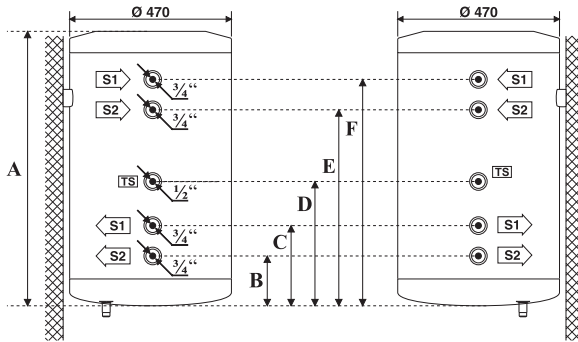 Ø 470
Ø 470
S1
3/4“
S1
F
S2
3/4“
S2
E
A
TS
1/2“
TS
D
S1
3/4“
S1
C
S2
3/4“
S2
B